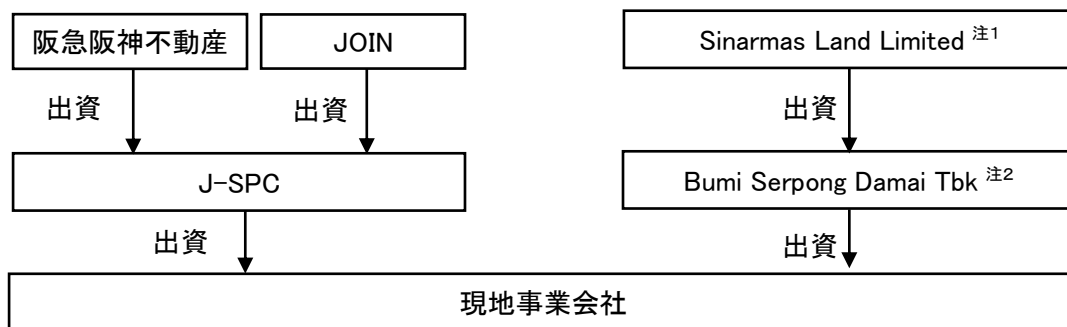 阪急阪神不動産
JOIN
Sinarmas Land Limited 注1
出資
出資
出資
J-SPC
Bumi Serpong Damai Tbk 注2
出資
出資
現地事業会社